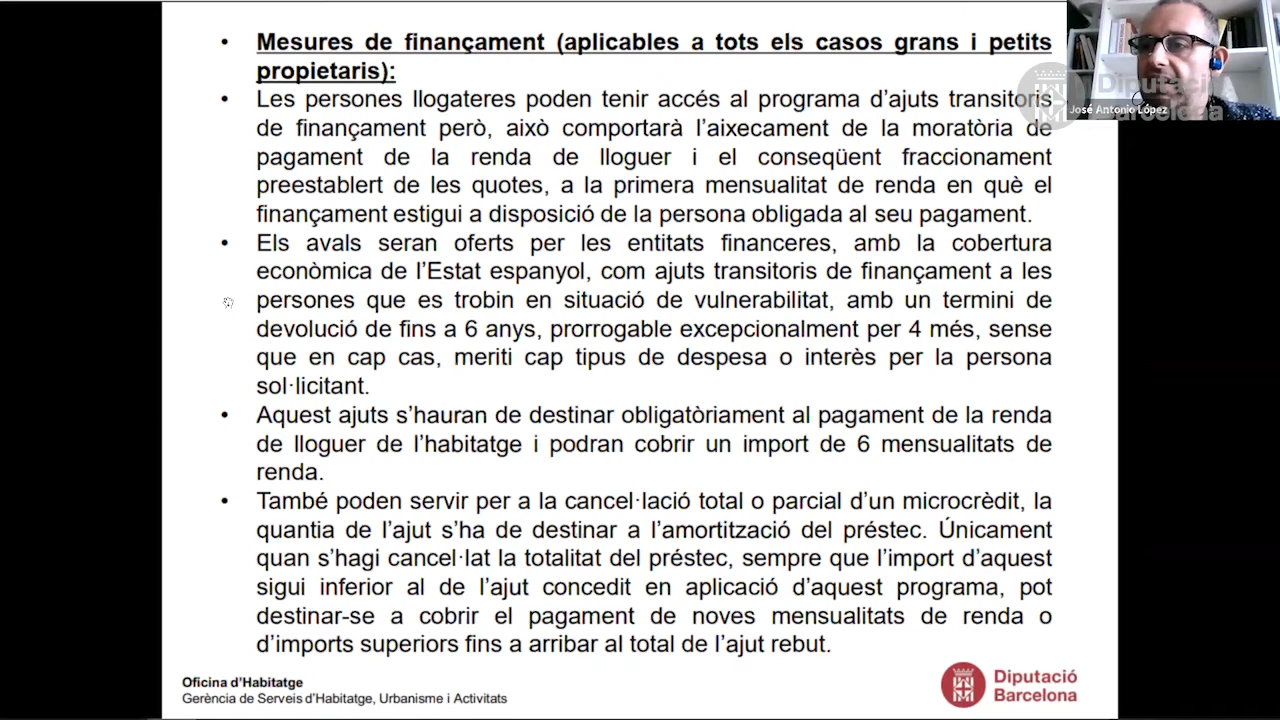 • Mesures de finançament (aplicables a tots els casos grans i petits
propietaris):
• Les persones llogateres poden tenir accés al programa d’ajuts transitoris
de finançament però, això comportarà l’aixecament de la moratòria de
pagament de la renda de lloguer i el conseqüent fraccionament
preestablert de les quotes, a la primera mensualitat de renda en què el
finançament estigui a disposició de la persona obligada al seu pagament.
• Els avals seran oferts per les entitats financeres, amb la cobertura
econòmica de l’Estat espanyol, com ajuts transitoris de finançament a les
persones que es trobin en situació de vulnerabilitat, amb un termini de
devolució de fins a 6 anys, prorrogable excepcionalment per 4 més, sense
que en cap cas, meriti cap tipus de despesa o interès per la persona
sol·licitant.
• Aquest ajuts s’hauran de destinar obligatòriament al pagament de la renda
de lloguer de l’habitatge i podran cobrir un import de 6 mensualitats de
renda.
• També poden servir per a la cancel·lació total o parcial d’un microcrèdit, la
quantia de l’ajut s’ha de destinar a l’amortització del préstec. Únicament
quan s’hagi cancel·lat la totalitat del préstec, sempre que l’import d’aquest
sigui inferior al de l’ajut concedit en aplicació d’aquest programa, pot
destinar-se a cobrir el pagament de noves mensualitats de renda o
d’imports superiors fins a arribar al total de l’ajut rebut.
Diputació
Barcelona
José Antonio López
Oficina d’Habitatge
Gerència de Serveis d’Habitatge, Urbanisme i Activitats
Diputació
Barcelona